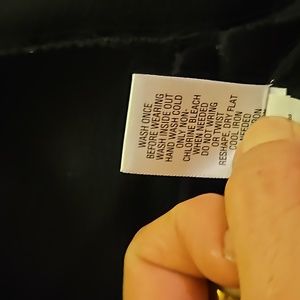 WASH ONCE
BEFORE WEARING
WASH INSIDE OUT
HAND WASH COLD
ONLY NON-
CHLORINE BLEACH
WHEN NEEDED
DO NOT WRING
OR TWIST
RESHAPE, DRY FLAT
COOL IRON
NEEDED